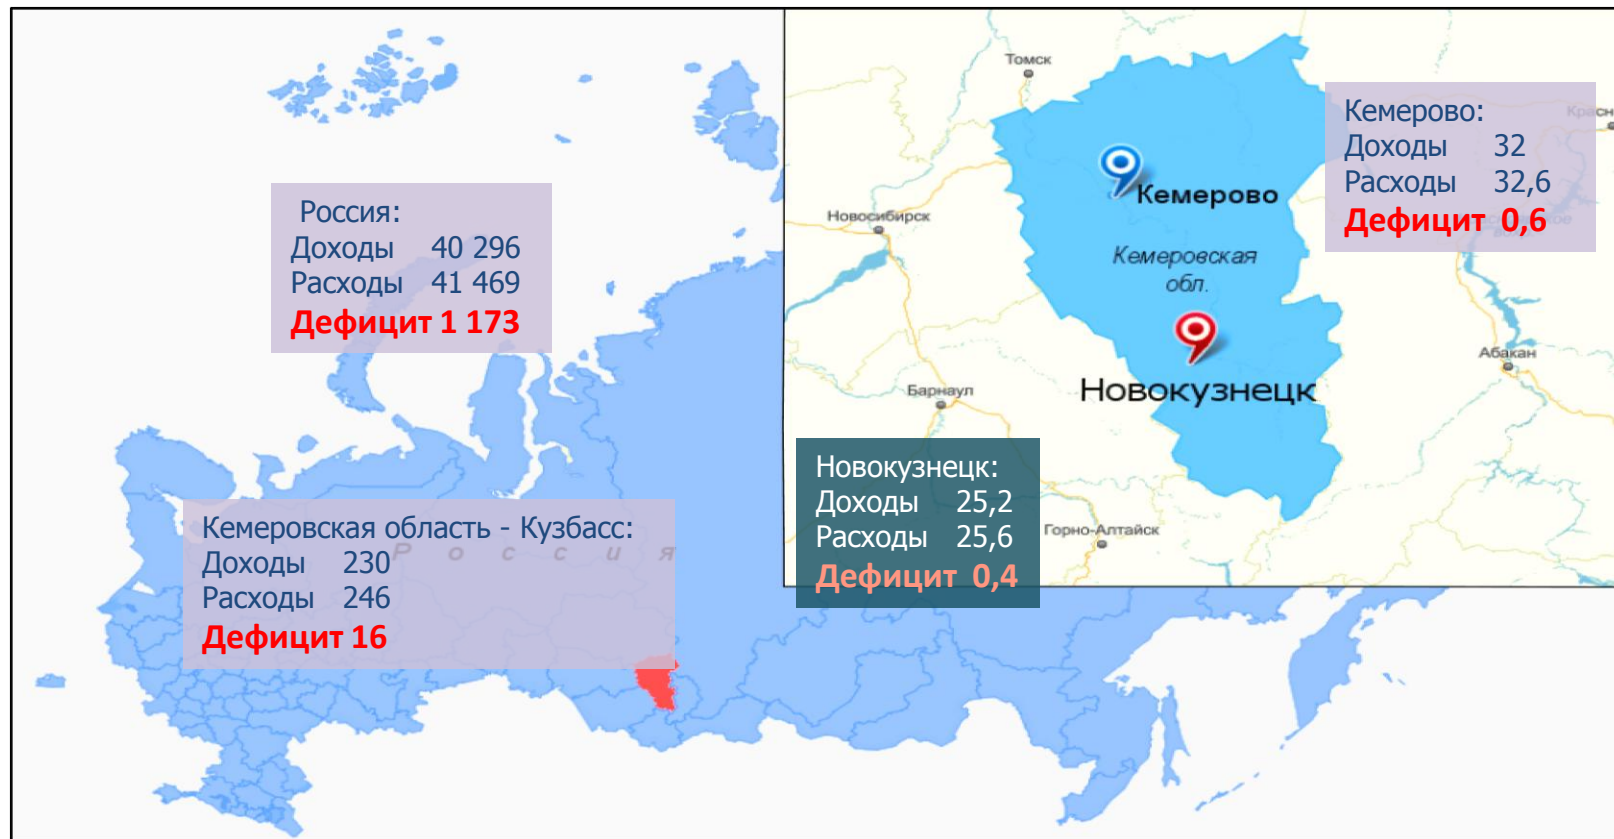 Россия:
Доходы 40 296
Расходы 41 469
Дефицит 1 173
Кемеровская область - Кузбасс:
Доходы 230
Расходы 246
Дефицит 16
Россия
Томск
Новосибирск
Кемерово
Кемеровская
обл.
Новокузнецк
Барнаул
Абакан
Горно-Алтайск
Кемерово:
Доходы 32
Расходы 32,6
Дефицит 0,6
Новокузнецк:
Доходы 25,2
Расходы 25,6
Дефицит 0,4